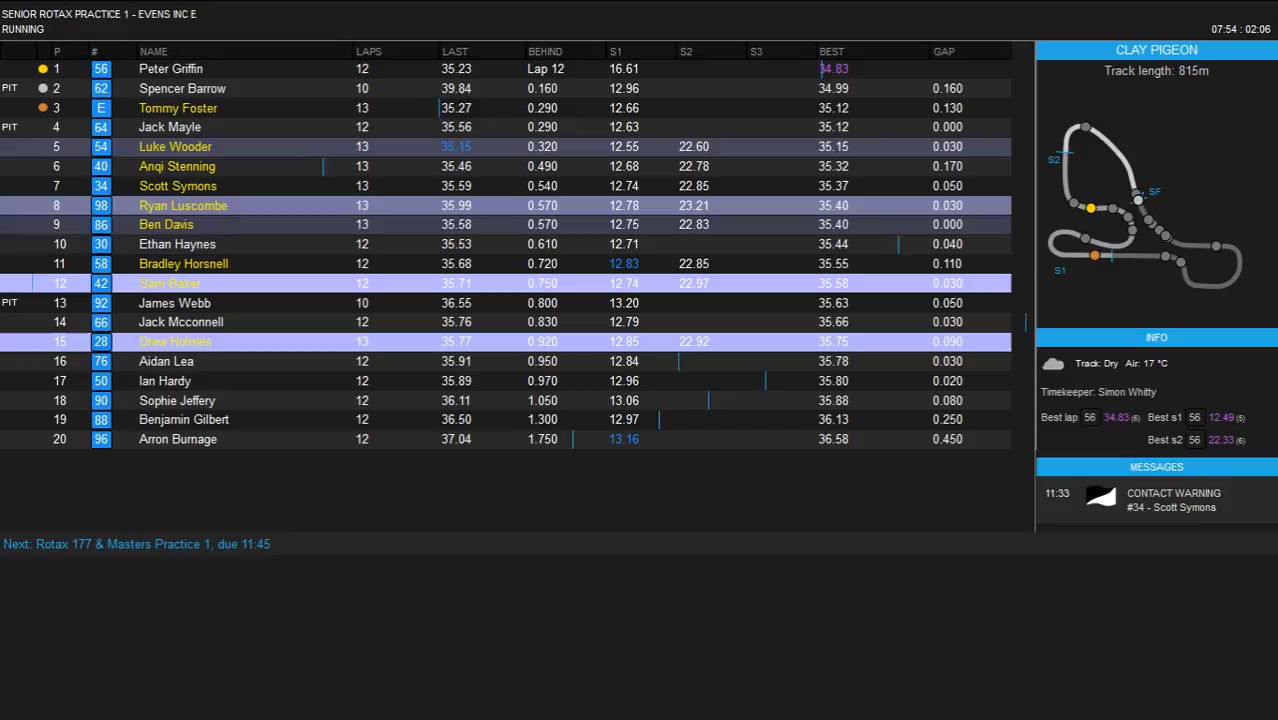 SENIOR ROTAX PRACTICE 1 - EVENS INC E
RUNNING
07:54 : 02:06
P # NAME LAPS LAST BEHIND S1 S2 S3 BEST GAP
1 56 Peter Griffin 12 35.23 Lap 12 16.61 34.83
PIT 2 62 Spencer Barrow 10 39.84 0.160 12.96 34.99 0.160
3 E Tommy Foster 13 35.27 0.290 12.66 35.12 0.130
PIT 4 64 Jack Mayle 12 35.56 0.290 12.63 35.12 0.000
5 54 Luke Wooder 13 35.15 0.320 12.55 22.60 35.15 0.030
6 40 Anqi Stenning 13 35.46 0.490 12.68 22.78 35.32 0.170
7 34 Scott Symons 13 35.59 0.540 12.74 22.85 35.37 0.050
8 98 Ryan Luscombe 13 35.99 0.570 12.78 23.21 35.40 0.030
9 86 Ben Davis 13 35.58 0.570 12.75 22.83 35.40 0.000
10 30 Ethan Haynes 12 35.53 0.610 12.71 35.44 0.040
11 58 Bradley Horsnell 12 35.68 0.720 12.83 22.85 35.55 0.110
12 42 Sam Baker 12 35.71 0.750 12.74 22.97 35.58 0.030
PIT 13 92 James Webb 10 36.55 0.800 13.20 35.63 0.050
14 66 Jack Mcconnell 12 35.76 0.830 12.79 35.66 0.030
15 28 Drew Holmes 12 35.77 0.920 12.85 22.92 35.75 0.090
16 76 Aidan Lea 12 35.91 0.950 12.84 35.78 0.030
17 50 Ian Hardy 12 35.89 0.970 12.96 35.80 0.020
18 90 Sophie Jeffery 12 36.11 1.050 13.06 35.88 0.080
19 88 Benjamin Gilbert 12 36.50 1.300 12.97 36.13 0.250
20 96 Arron Burnage 12 37.04 1.750 13.16 36.58 0.450
Next: Rotax 177 & Masters Practice 1, due 11:45
CLAY PIGEON
Track length: 815m
S2
SF
S1
INFO
Track: Dry Air: 17 °C
Timekeeper: Simon Whitty
Best lap 56 34.83 (6) Best s1 56 12.49 (5)
Best s2 56 22.33 (6)
MESSAGES
11:33 CONTACT WARNING
#34 - Scott Symons